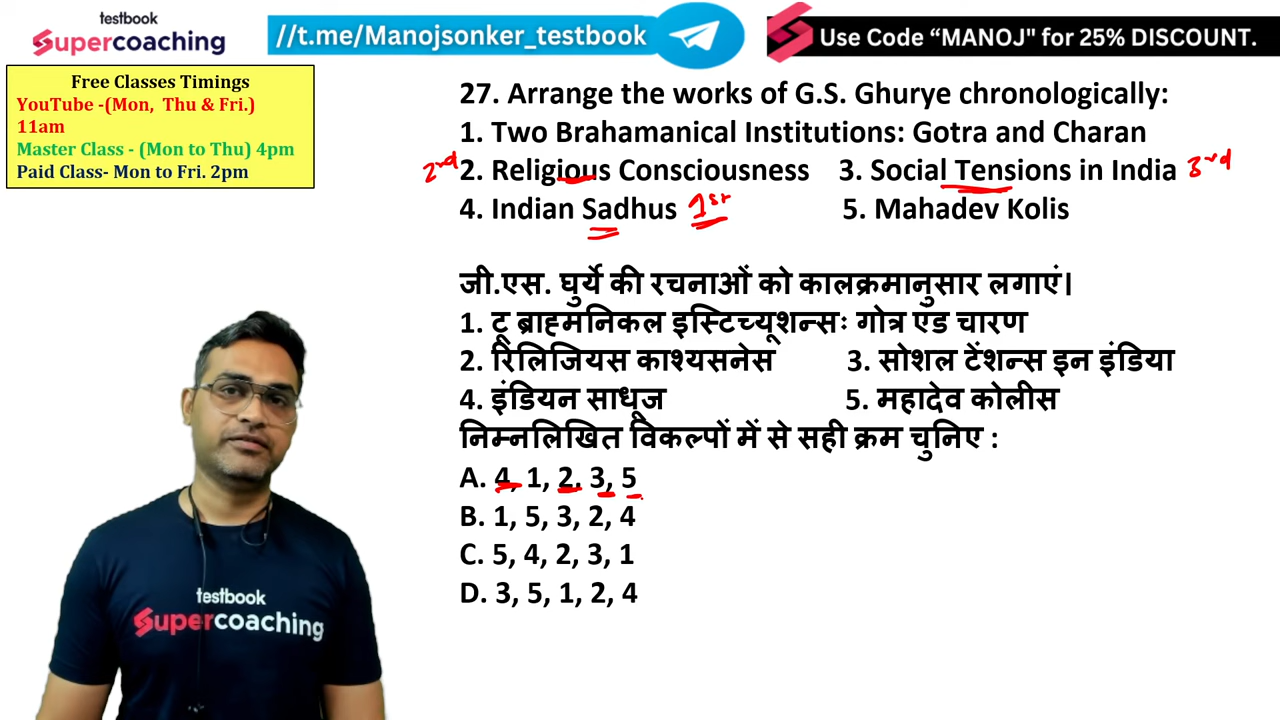 testbook
Supercoaching
//t.me/Manojsonker_testbook
Use Code “MANOJ" for 25% DISCOUNT.
Free Classes Timings
YouTube -(Mon, Thu & Fri.)
11am
Master Class - (Mon to Thu) 4pm
Paid Class- Mon to Fri. 2pm
27. Arrange the works of G.S. Ghurye chronologically:
1. Two Brahamanical Institutions: Gotra and Charan
2nd 2. Religious Consciousness 3. Social Tensions in India 3rd
4. Indian Sadhus 1st 5. Mahadev Kolis
जी.एस. घुर्ये की रचनाओं को कालक्रमानुसार लगाएं।
1. टू ब्राह्मनिकल इस्टिच्यूशन्सः गोत्र एंड चारण
2. रिलिजियस काश्यसनेस 3. सोशल टेंशन्स इन इंडिया
4. इंडियन साधूज 5. महादेव कोलीस
निम्नलिखित विकल्पों में से सही क्रम चुनिए :
A. 4, 1, 2, 3, 5
B. 1, 5, 3, 2, 4
C. 5, 4, 2, 3, 1
D. 3, 5, 1, 2, 4
testbook
Supercoaching